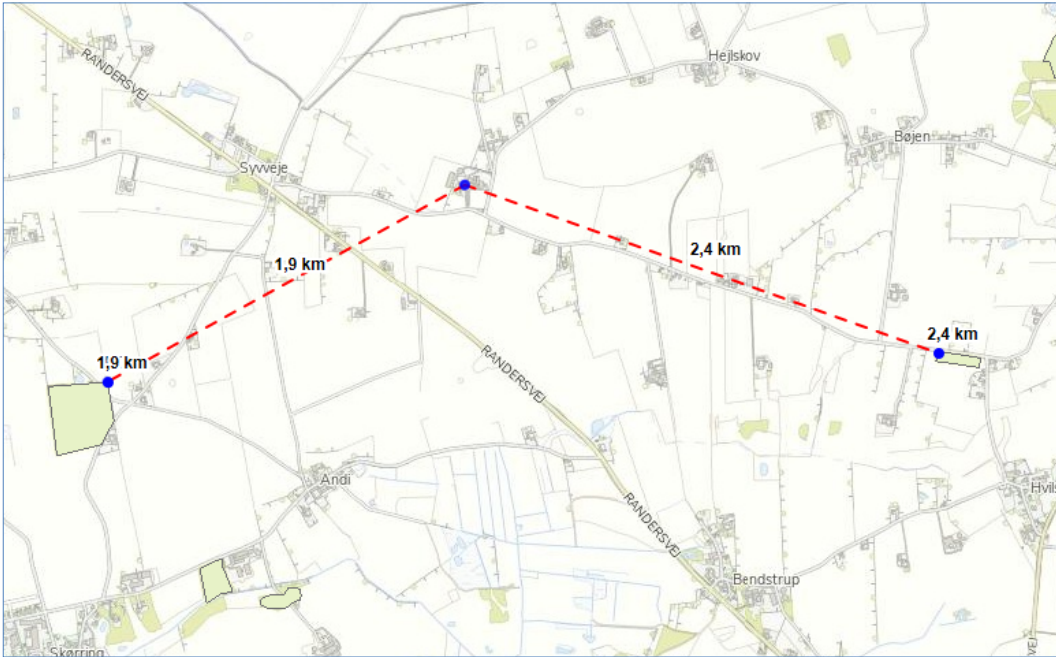 RANDERSVEJ
Hejlskov
Syvveje
Bøjen
1,9 km
2,4 km
1,9 km
2,4 km
RANDERSVEJ
Andi
RANDERSVEJ
Bendstrup
Skørring